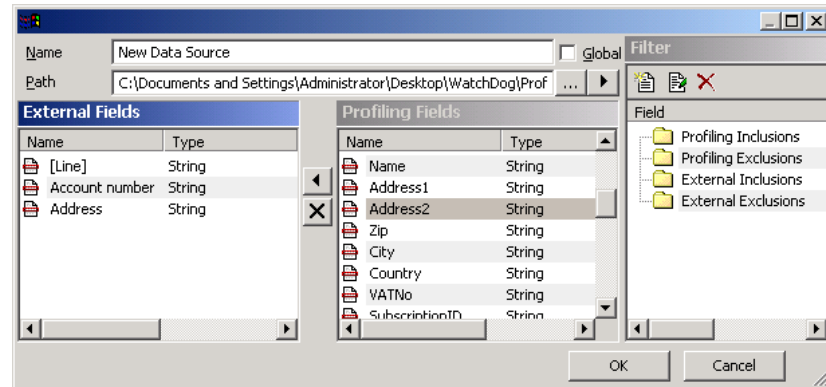 Name New Data Source Global
Path C:\Documents and Settings\Administrator\Desktop\WatchDog\Prof ...
Filter
External Fields
Name Type
[Line] String
Account number String
Address String
Profiling Fields
Name Type
Name String
Address1 String
Address2 String
Zip String
City String
Country String
VATNo String
SubscriptionID String
Field
Profiling Inclusions
Profiling Exclusions
External Inclusions
External Exclusions
OK Cancel